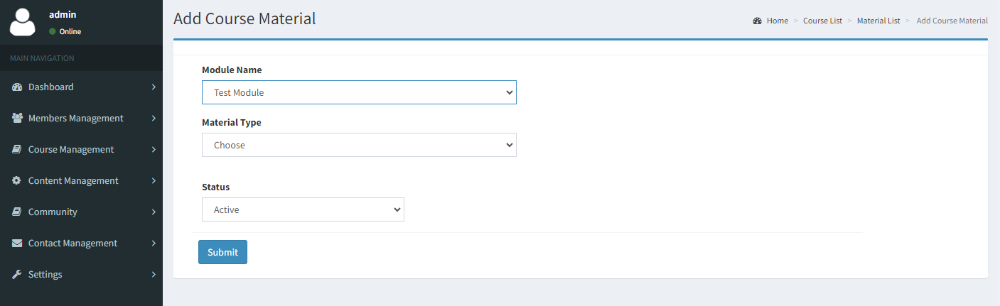 admin
Online
MAIN NAVIGATION
Dashboard
Members Management
Course Management
Content Management
Community
Contact Management
Settings
Add Course Material
Home > Course List > Material List > Add Course Material
Module Name
Test Module
Material Type
Choose
Status
Active
Submit